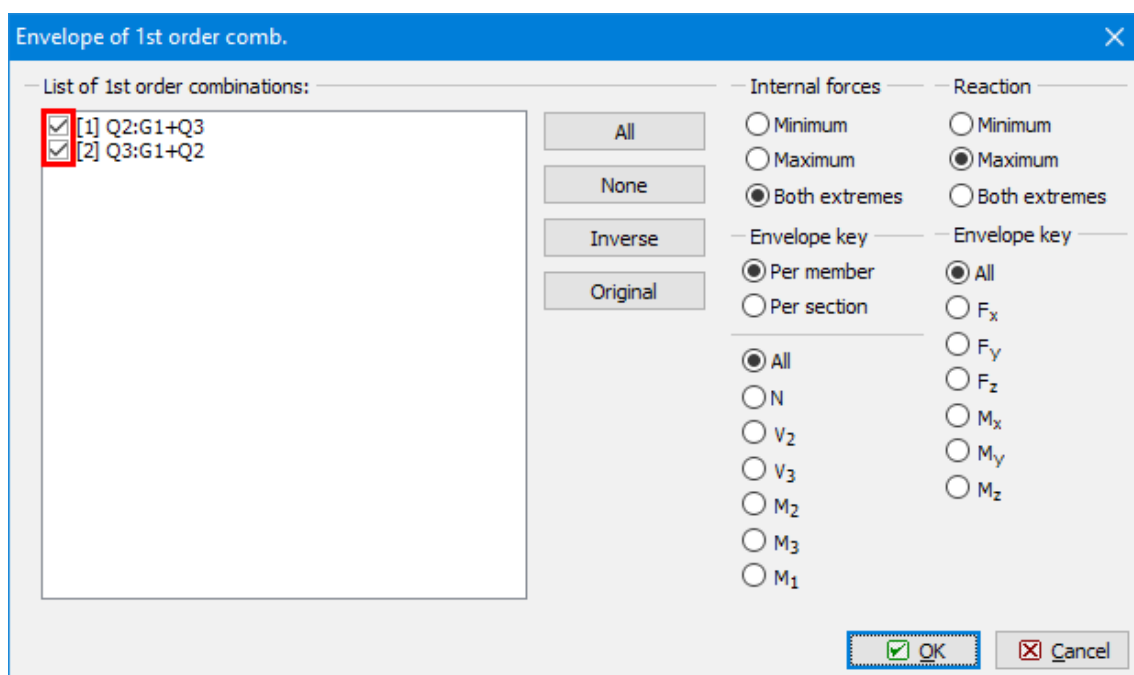 Envelope of 1st order comb.
List of 1st order combinations:
[1] Q2:G1+Q3
[2] Q3:G1+Q2
All
None
Inverse
Original
Internal forces
Minimum
Maximum
Both extremes
Envelope key
Per member
Per section
All
N
V2
V3
M2
M3
M1
Reaction
Minimum
Maximum
Both extremes
Envelope key
All
Fx
Fy
Fz
Mx
My
Mz
OK
Cancel